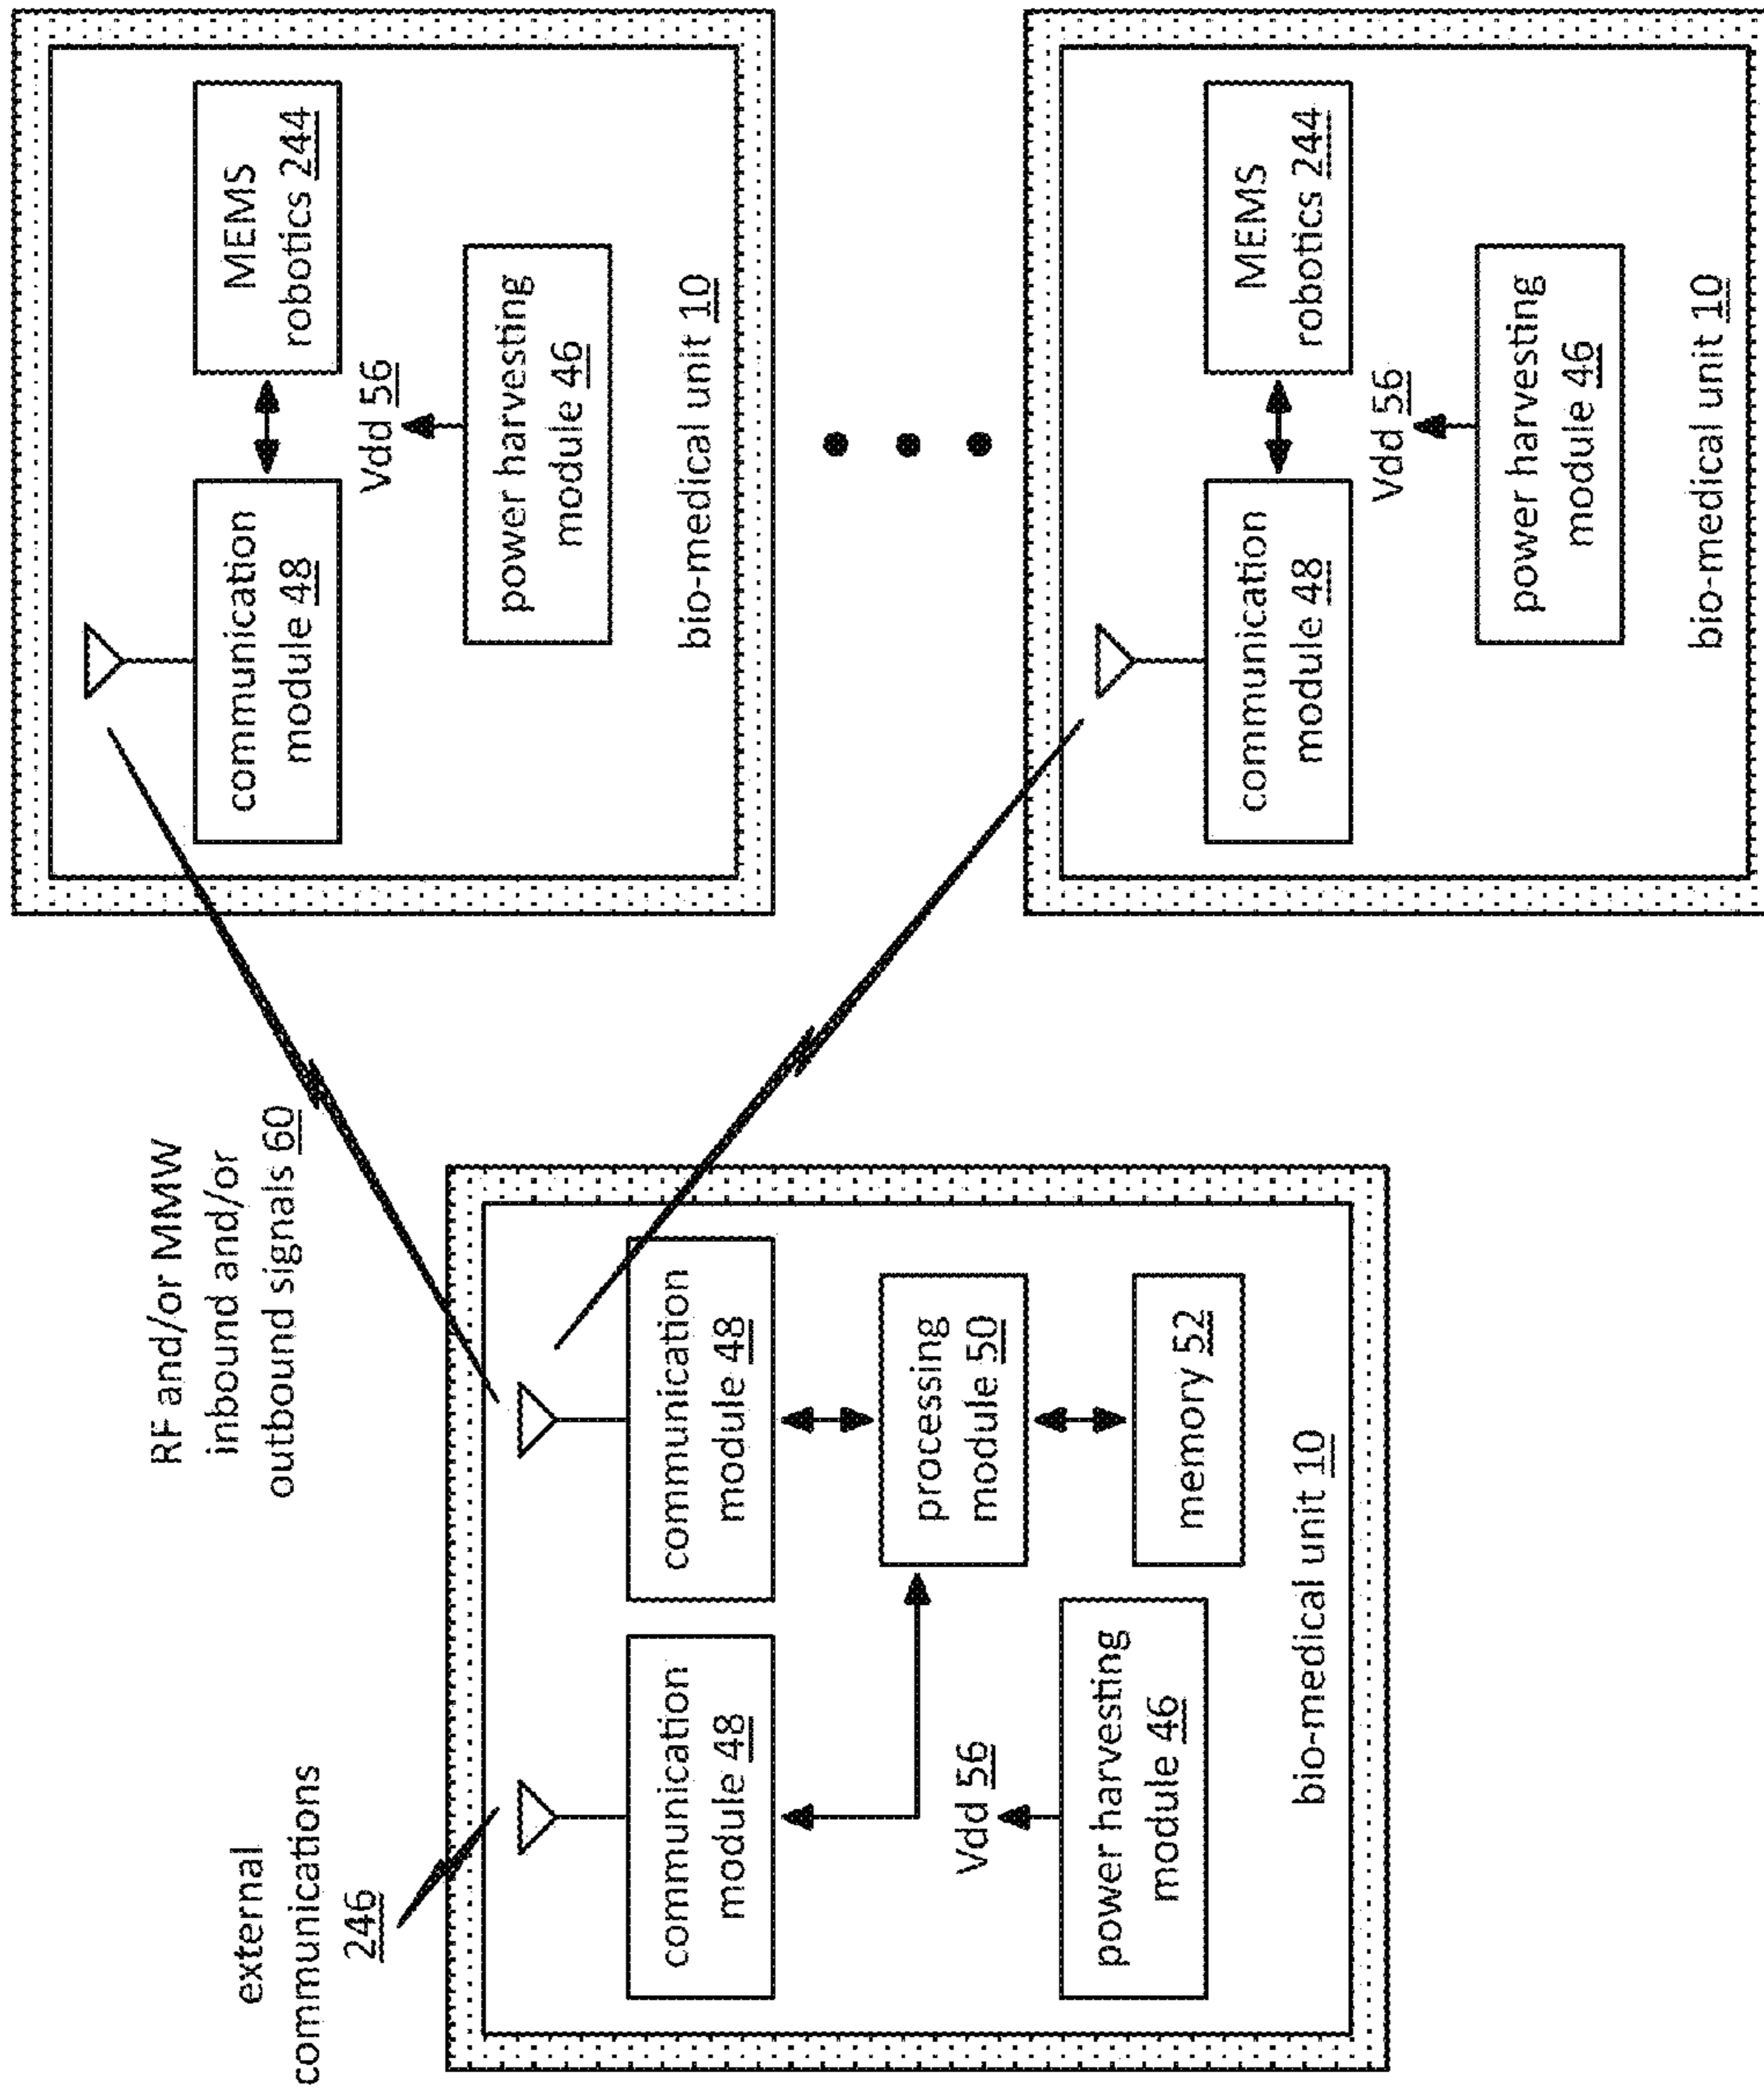 external
communications
246
RF and/or MMW
inbound and/or
outbound signals 60
communication
module 48
communication
module 48
processing
module 50
Vdd 56
power harvesting
module 46
memory 52
bio-medical unit 10
communication
module 48
MEMS
robotics 244
Vdd 56
power harvesting
module 46
bio-medical unit 10
communication
module 48
MEMS
robotics 244
Vdd 56
power harvesting
module 46
bio-medical unit 10